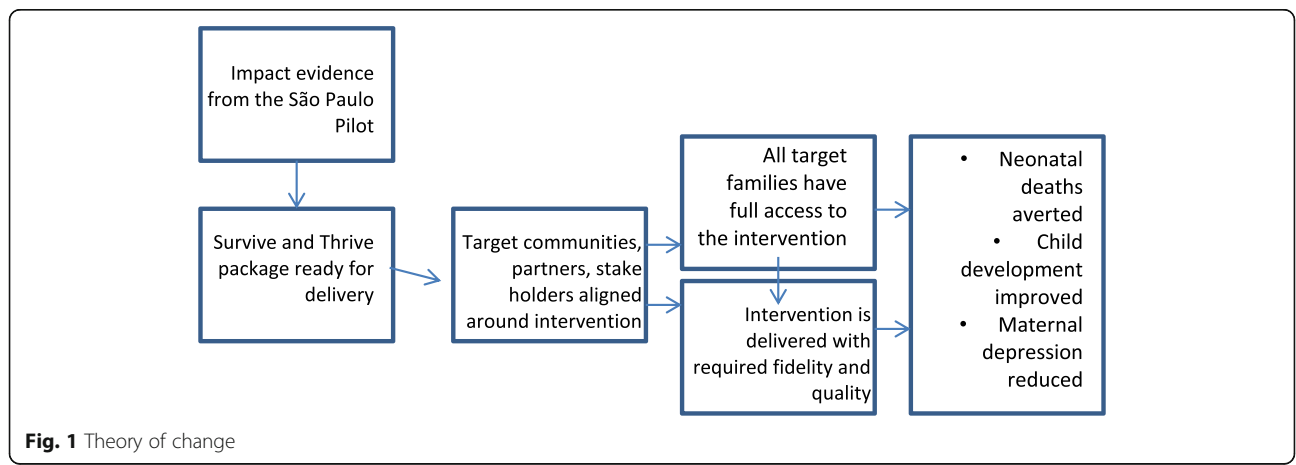 Impact evidence
from the São Paulo
Pilot
Survive and Thrive
package ready for
delivery
Target communities,
partners, stake
holders aligned
around intervention
All target
families have
full access to
the intervention
Intervention is
delivered with
required fidelity and
quality
• Neonatal
deaths
averted
• Child
development
improved
• Maternal
depression
reduced
Fig. 1 Theory of change